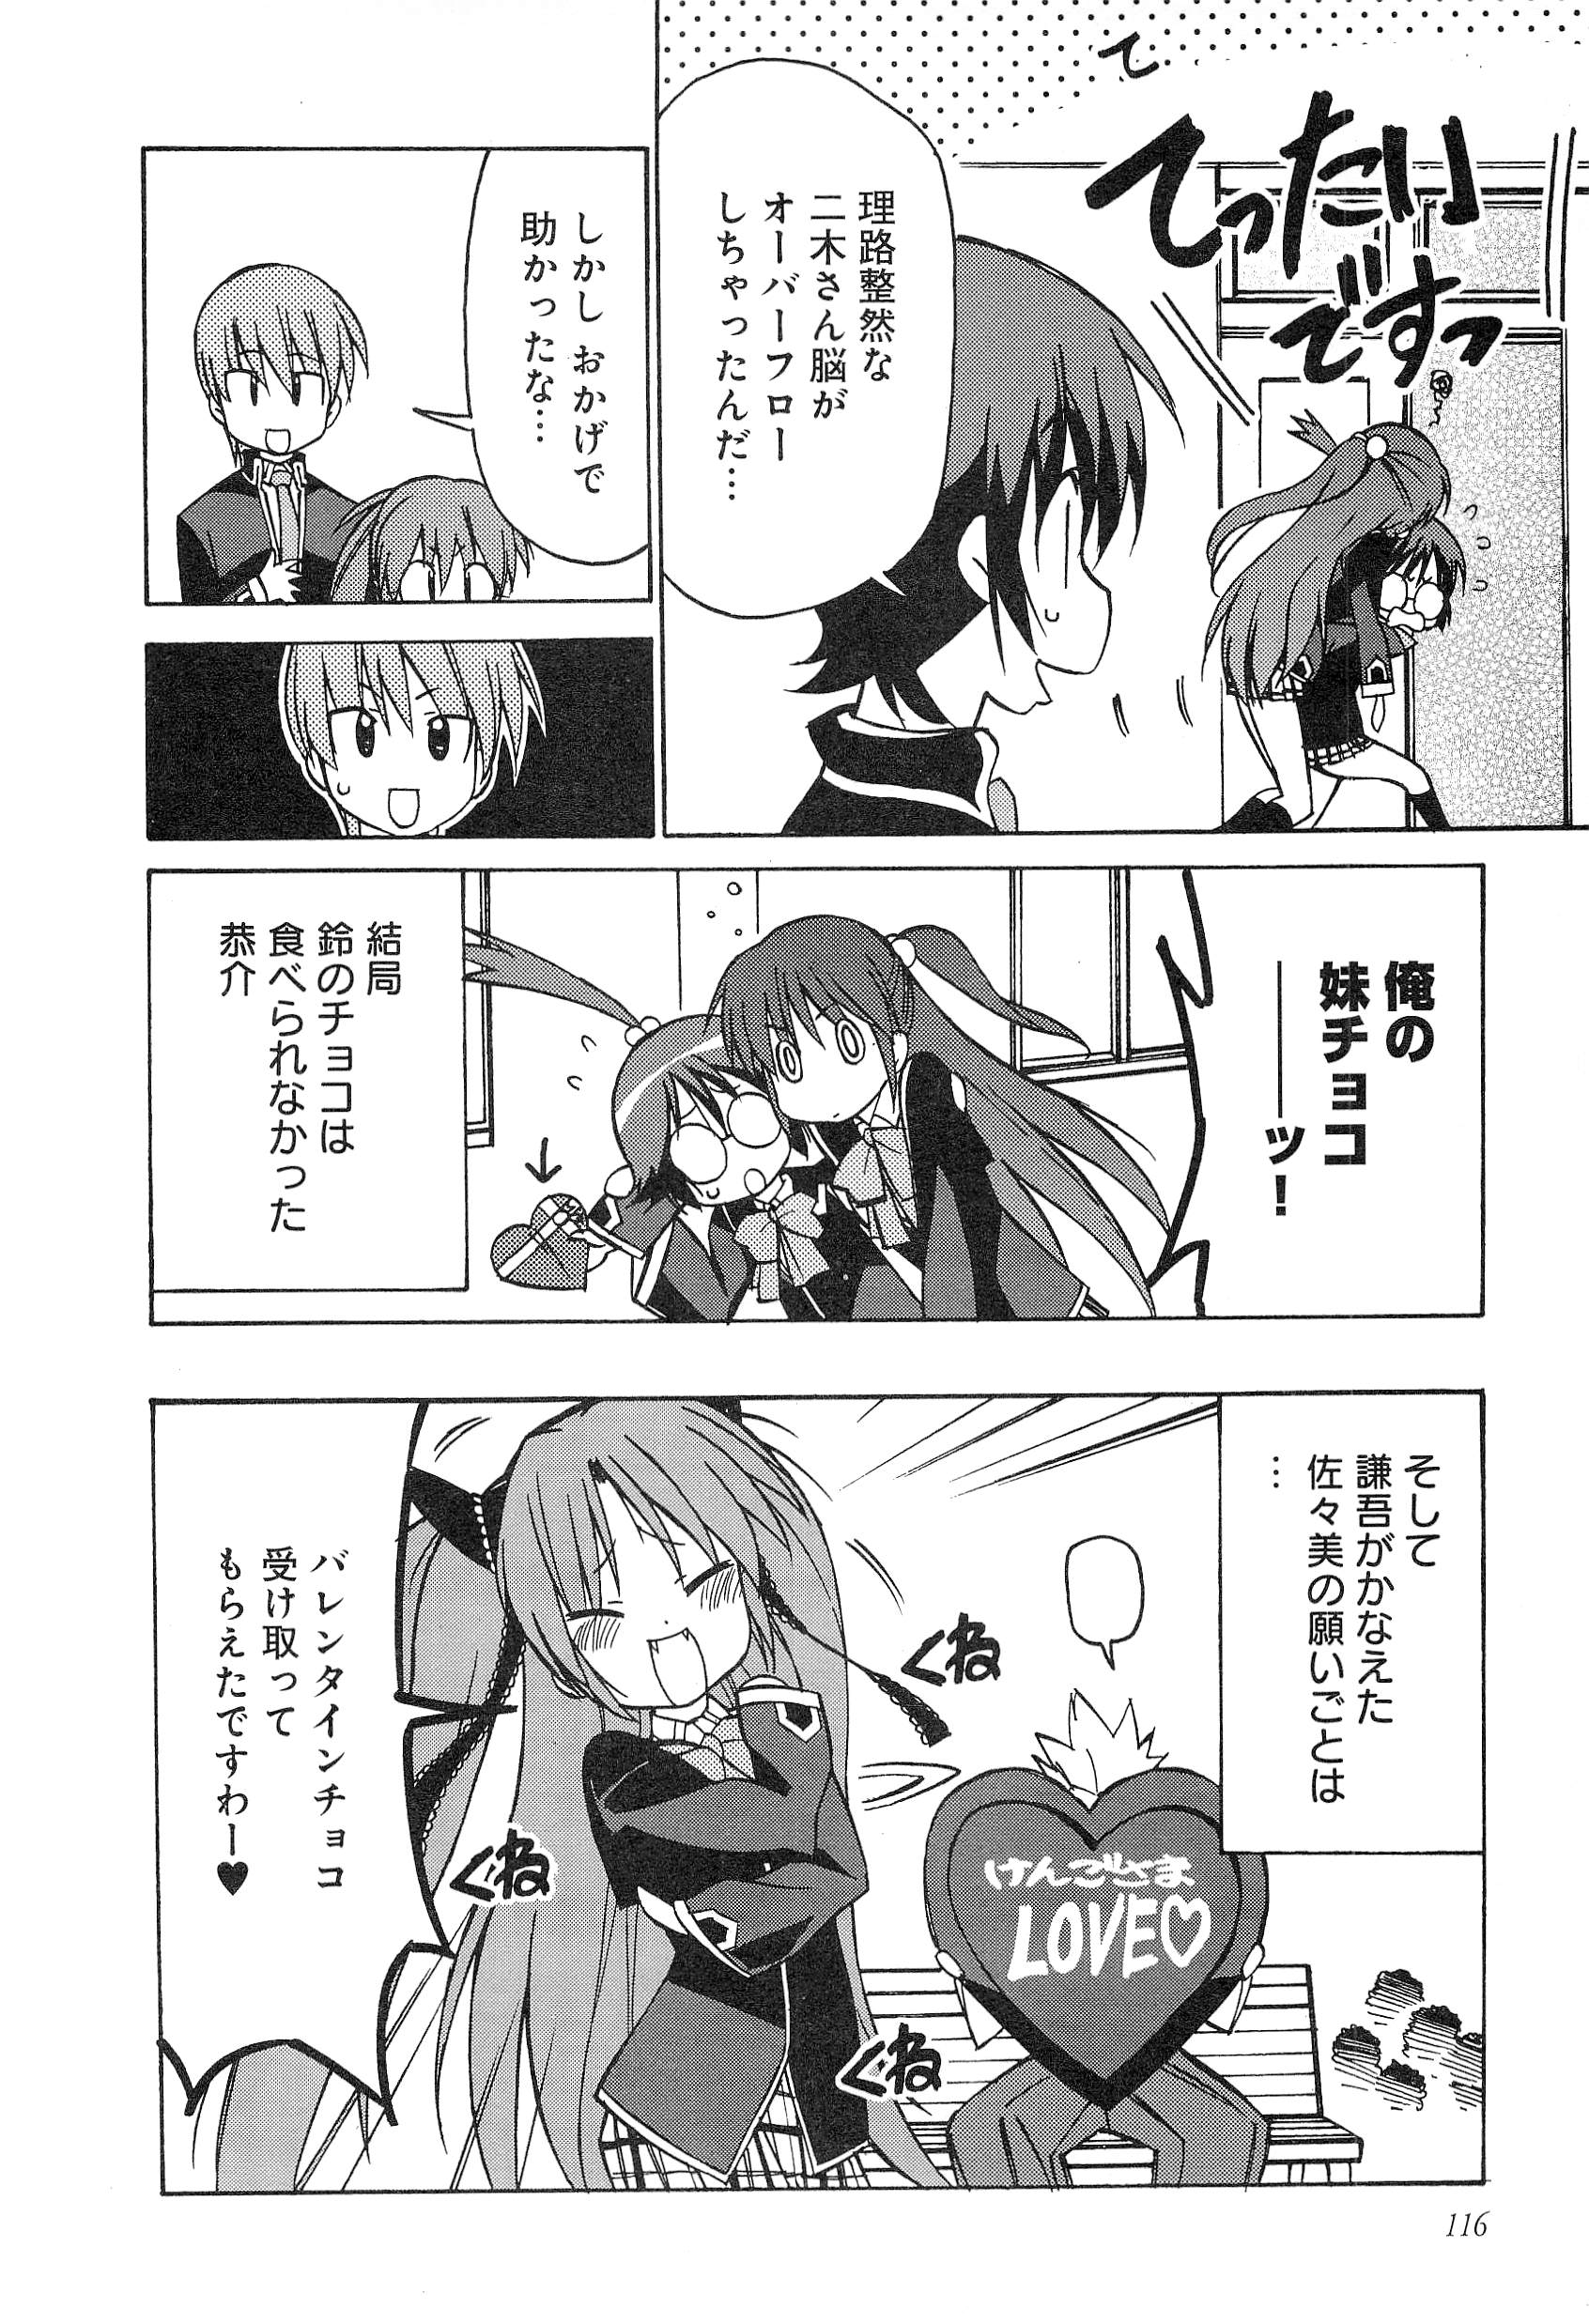 て
てったい
ですっ
理路整然な
二木さん脳が
オーバーフロー
しちゃったんだ…
しかし おかげで
助かったな…
俺の
妹チョコ
――ッ!
結局
鈴のチョコは
食べられなかった
恭介
そして
謙吾がかなえた
佐々美の願いごとは
…
けんごさま
LOVE♡
くね
くね
くね
バレンタインチョコ
受け取って
もらえたですわー♥
116